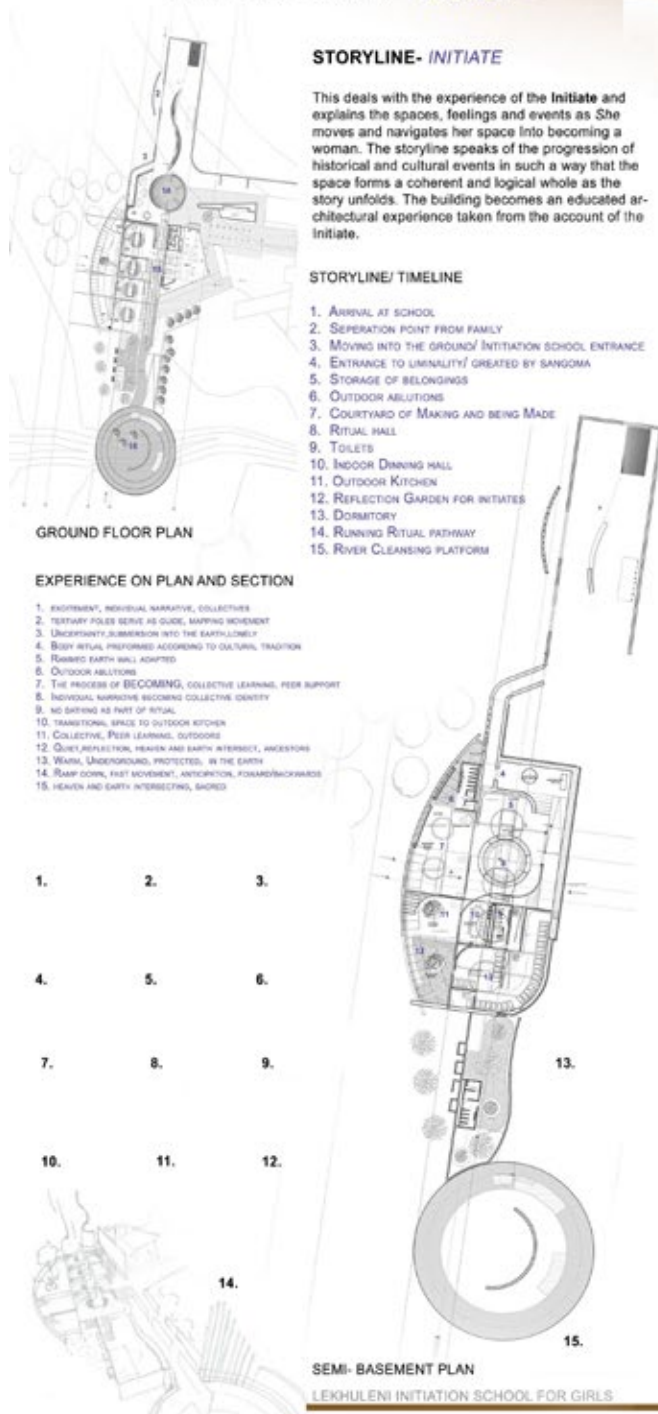 STORYLINE- INITIATE
This deals with the experience of the Initiate and
explains the spaces, feelings and events as She
moves and navigates her space Into becoming a
woman. The storyline speaks of the progression of
historical and cultural events in such a way that the
space forms a coherent and logical whole as the
story unfolds. The building becomes an educated ar-
chitectural experience taken from the account of the
Initiate.
STORYLINE/ TIMELINE
1. ARRIVAL AT SCHOOL
2. SEPERATION POINT FROM FAMILY
3. MOVING INTO THE GROUND/ INTITIATION SCHOOL ENTRANCE
4. ENTRANCE TO LIMINALITY/ GREATED BY SANGOMA
5. STORAGE OF BELONGINGS
6. OUTDOOR ABLUTIONS
7. COURTYARD OF MAKING AND BEING MADE
8. RITUAL HALL
9. TOILETS
10. INDOOR DINNING HALL
11. OUTDOOR KITCHEN
12. REFLECTION GARDEN FOR INITIATES
13. DORMITORY
14. RUNNING RITUAL PATHWAY
15. RIVER CLEANSING PLATFORM
GROUND FLOOR PLAN
EXPERIENCE ON PLAN AND SECTION
1. EXCITEMENT, INDIVIDUAL NARRATIVE, COLLECTIVES
2. TERTIARY POLES SERVE AS GUIDE, MAPPING MOVEMENT
3. UNCERTAINTY,SUBMERSION INTO THE EARTH,LONELY
4. BODY RITUAL PREFORMED ACCORDING TO CULTURAL TRADITION
5. RAMMED EARTH WALL ADAPTED
6. OUTDOOR ABLUTIONS
7. THE PROCESS OF BECOMING, COLLECTIVE LEARNING, PEER SUPPORT
8. INDIVIDUAL NARRATIVE BECOMING COLLECTIVE IDENTITY
9. NO BATHING AS PART OF RITUAL
10. TRANSITIONAL SPACE TO OUTDOOR KITCHEN
11. COLLECTIVE, PEER LEARNING, OUTDOORS
12. QUIET,REFLECTION, HEAVEN AND EARTH INTERSECT, ANCESTORS
13. WARM, UNDERGROUND, PROTECTED, IN THE EARTH
14. RAMP DOWN, FAST MOVEMENT, ANTICIPATION, FOWARD/BACKWARDS
15. HEAVEN AND EARTH INTERSECTING, SACRED
1. 2. 3.
4. 5. 6.
7. 8. 9.
10. 11. 12.
13.
14.
15.
SEMI- BASEMENT PLAN
LEKHULENI INITIATION SCHOOL FOR GIRLS